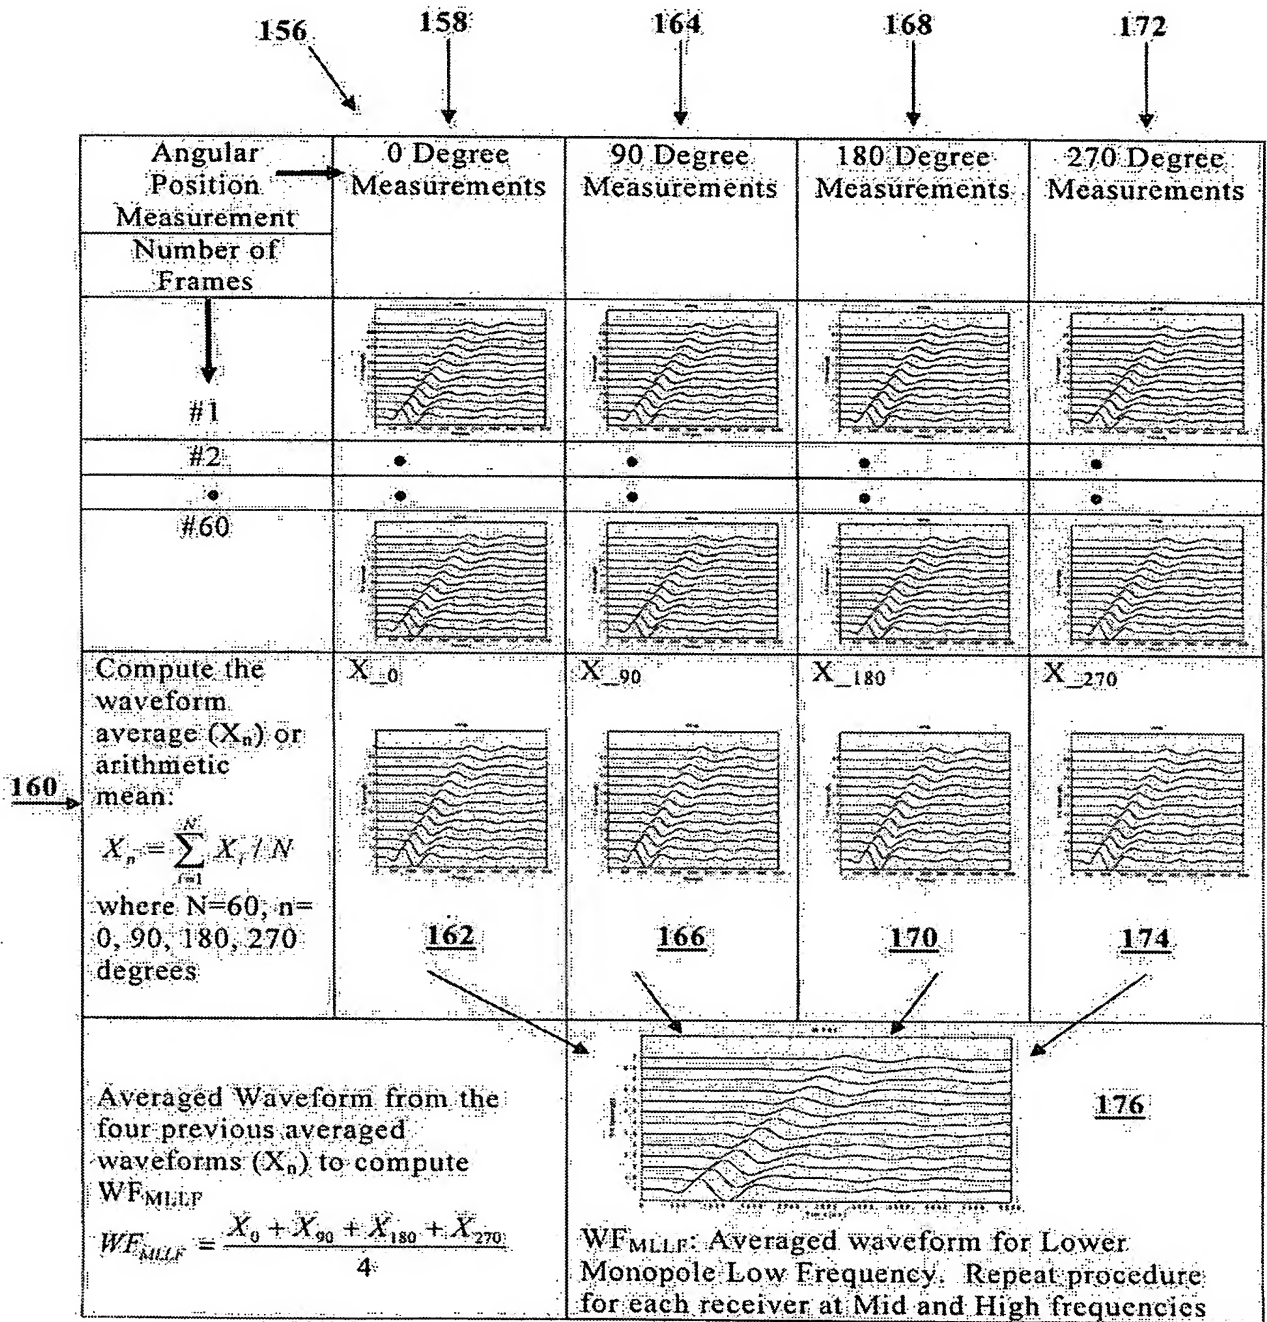 156
158
164
168
172
Angular
Position
Measurement
0 Degree
Measurements
90 Degree
Measurements
180 Degree
Measurements
270 Degree
Measurements
Number of
Frames
#1
#2
#60
Compute the
waveform
average (Xₙ) or
arithmetic
mean:
Xₙ = ∑ᵢ₌₁ᴺ Xᵢ / N
where N=60, n=
0, 90, 180, 270
degrees
160
X_0
X_90
X_180
X_270
162
166
170
174
Averaged Waveform from the
four previous averaged
waveforms (Xₙ) to compute
WF_MLLF
WF_MLLF = (X₀ + X₉₀ + X₁₈₀ + X₂₇₀) / 4
176
WF_MLLF: Averaged waveform for Lower
Monopole Low Frequency. Repeat procedure
for each receiver at Mid and High frequencies